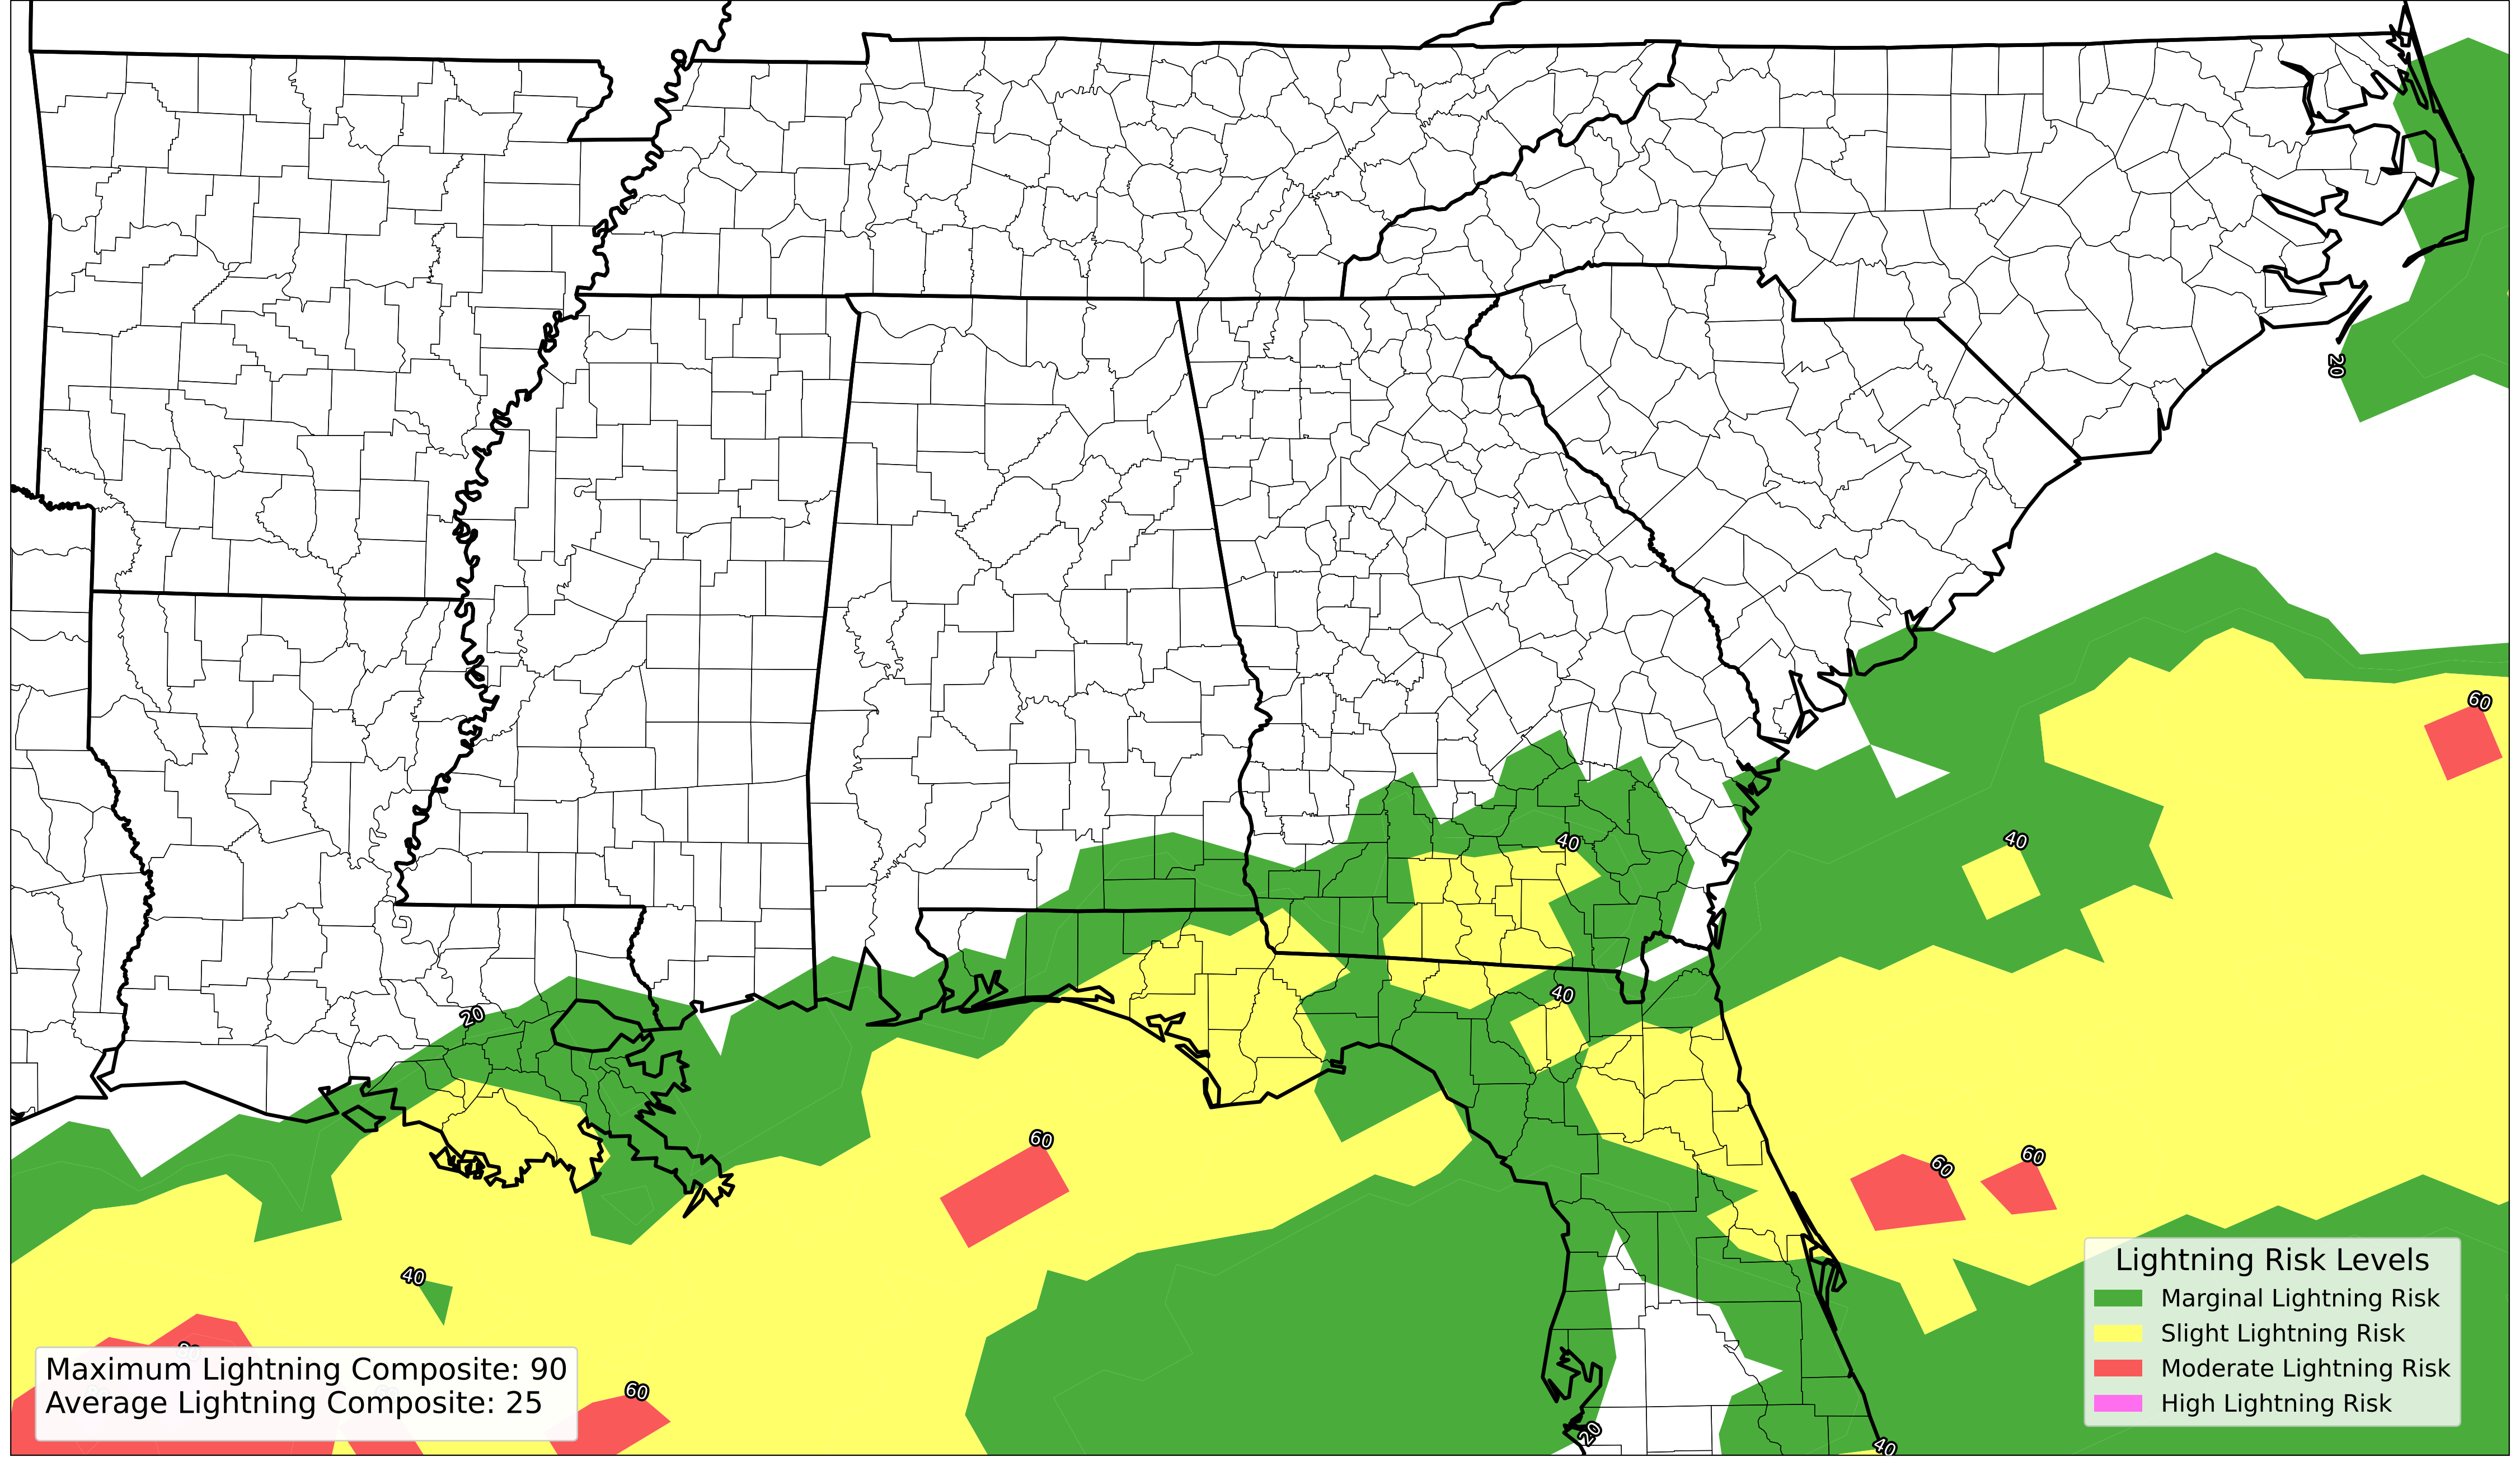 20
60
40
40
40
20
60
60
60
40
60
20
40
Maximum Lightning Composite: 90
Average Lightning Composite: 25
Lightning Risk Levels
Marginal Lightning Risk
Slight Lightning Risk
Moderate Lightning Risk
High Lightning Risk